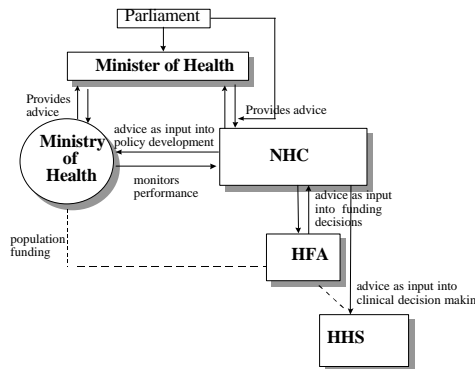 Parliament
Minister of Health
Provides
advice
Provides advice
Ministry
of
Health
advice as input into
policy development
NHC
monitors
performance
advice as input
into funding
decisions
population
funding
HFA
advice as input into
clinical decision makin
HHS